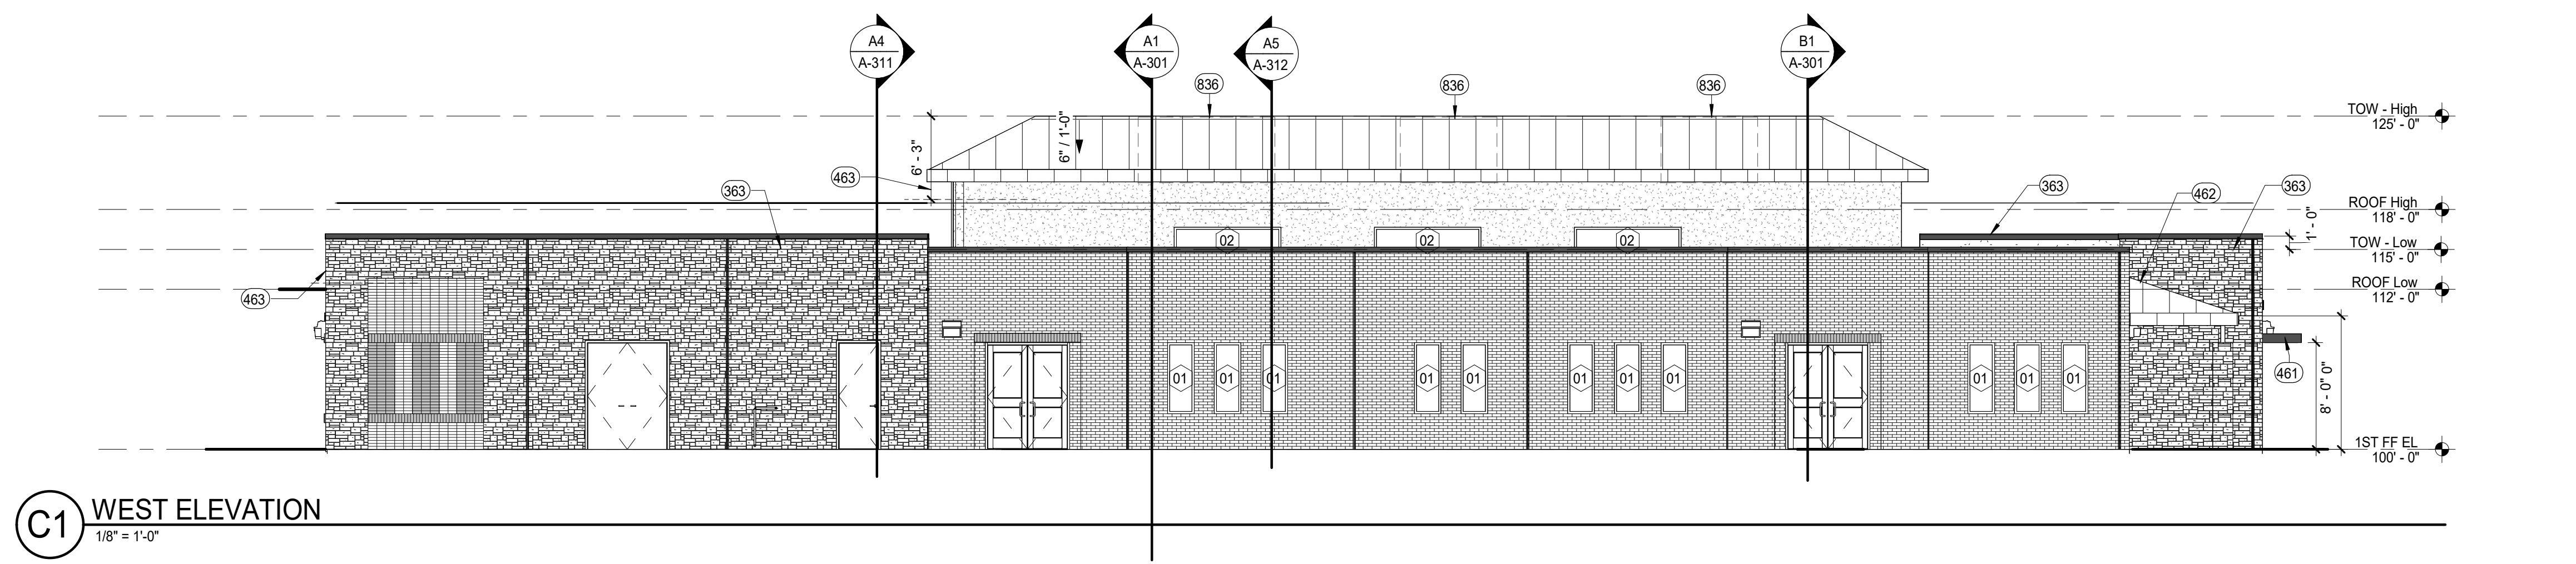 A4
A-311
A1
A-301
A5
A-312
B1
A-301
836
836
836
TOW - High
125' - 0"
6' - 3"
6" / 1'-0"
463
363
363
462
363
1' - 0"
ROOF High
118' - 0"
02
02
02
TOW - Low
115' - 0"
463
ROOF Low
112' - 0"
01
01
01
01
01
01
01
01
01
01
01
461
8' - 0"
0"
1ST FF EL
100' - 0"
C1
WEST ELEVATION
1/8" = 1'-0"